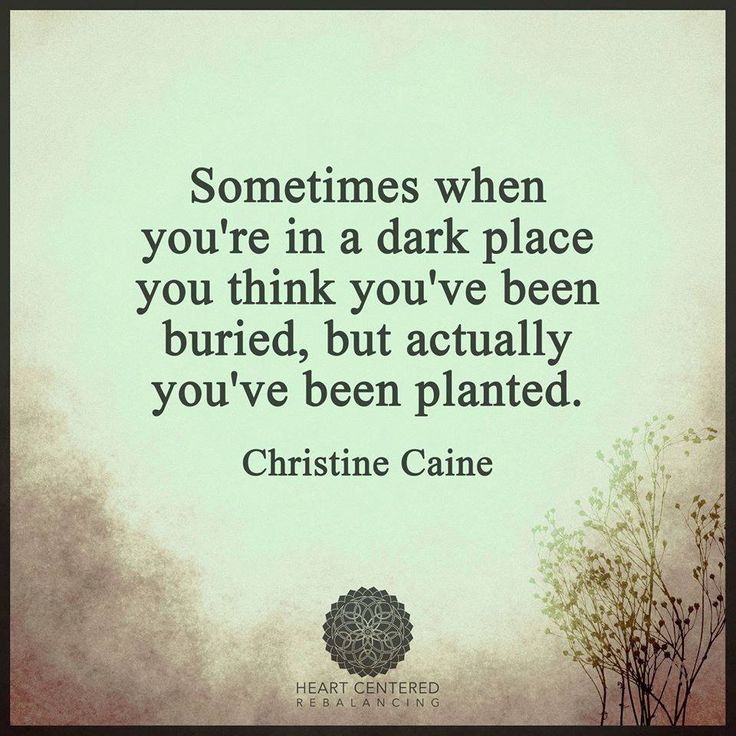 Sometimes when
you're in a dark place
you think you've been
buried, but actually
you've been planted.
Christine Caine
HEART CENTERED
REBALANCING